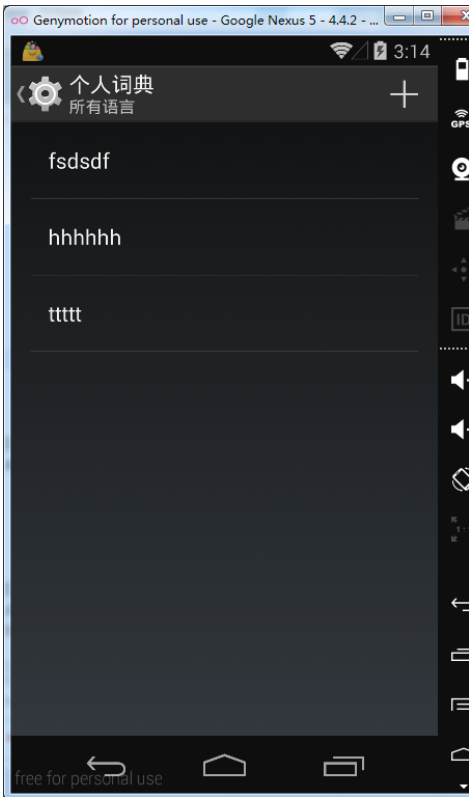 Genymotion for personal use - Google Nexus 5 - 4.4.2 - ...
3:14
个人词典
所有语言
GPS
fsdsdf
hhhhhh
ttttt
ID
free for personal use